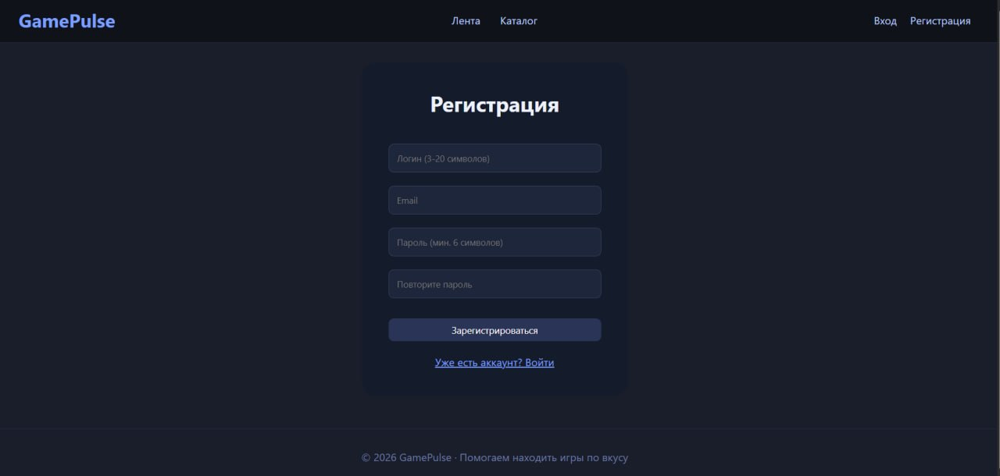 GamePulse
Лента
Каталог
Вход
Регистрация
Регистрация
Логин (3-20 символов)
Email
Пароль (мин. 6 символов)
Повторите пароль
Зарегистрироваться
Уже есть аккаунт? Войти
© 2026 GamePulse · Помогаем находить игры по вкусу